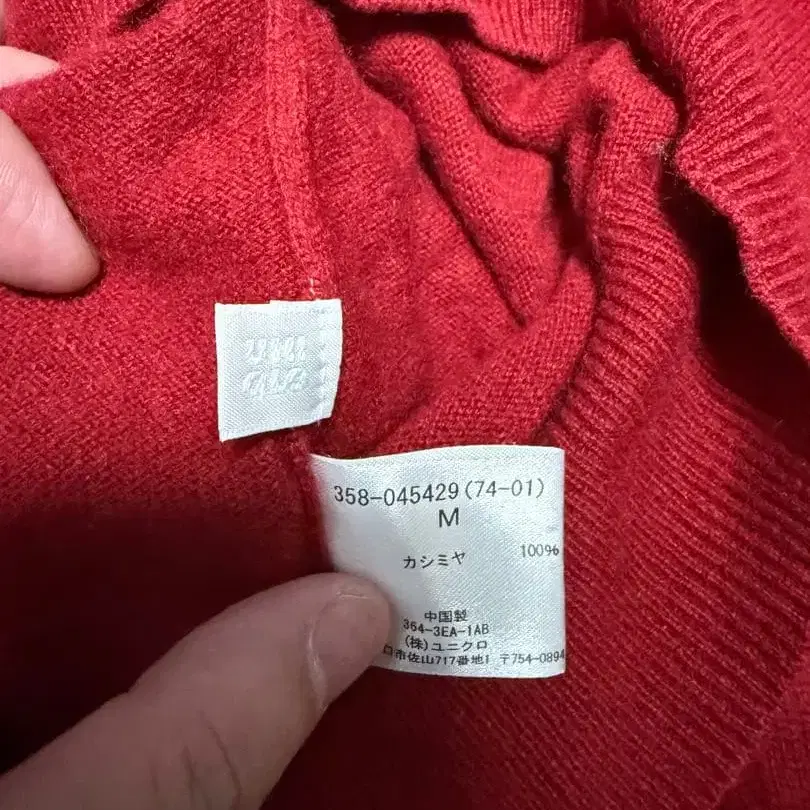 358-045429(74-01)
M
カシミヤ 100%
中国製
364-3EA-1AB
(株)ユニクロ
口市佐山717番地1 〒754-0894